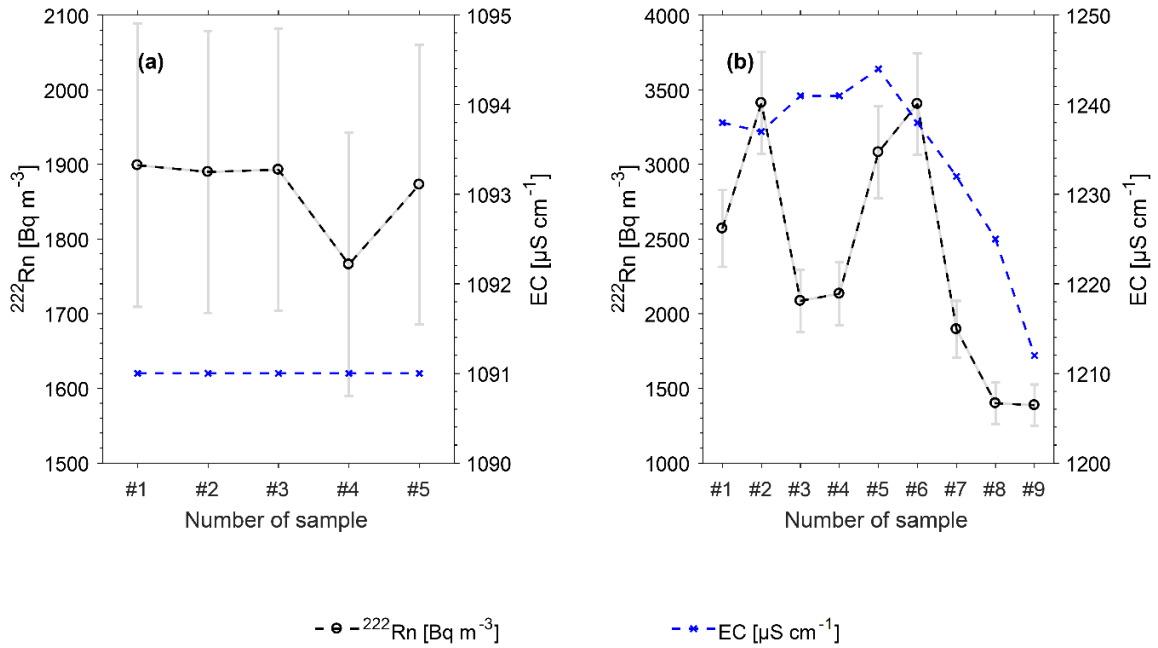 (a)
2100
2000
1900
1800
1700
1600
1500
²²²Rn [Bq m⁻³]
1095
1094
1093
1092
1091
1090
EC [µS cm⁻¹]
#1 #2 #3 #4 #5
Number of sample
(b)
4000
3500
3000
2500
2000
1500
1000
²²²Rn [Bq m⁻³]
1250
1240
1230
1220
1210
1200
EC [µS cm⁻¹]
#1 #2 #3 #4 #5 #6 #7 #8 #9
Number of sample
²²²Rn [Bq m⁻³] EC [µS cm⁻¹]